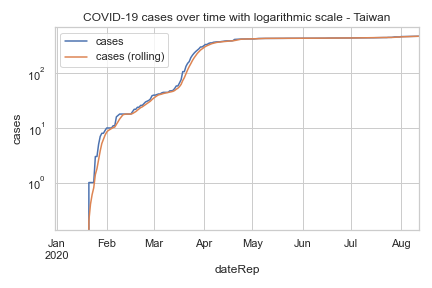 COVID-19 cases over time with logarithmic scale - Taiwan
cases
cases (rolling)
cases
10²
10¹
10⁰
Jan Feb Mar Apr May Jun Jul Aug
2020
dateRep